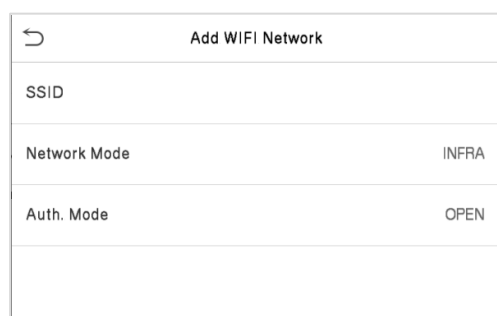 Add WIFI Network
SSID
Network Mode INFRA
Auth. Mode OPEN